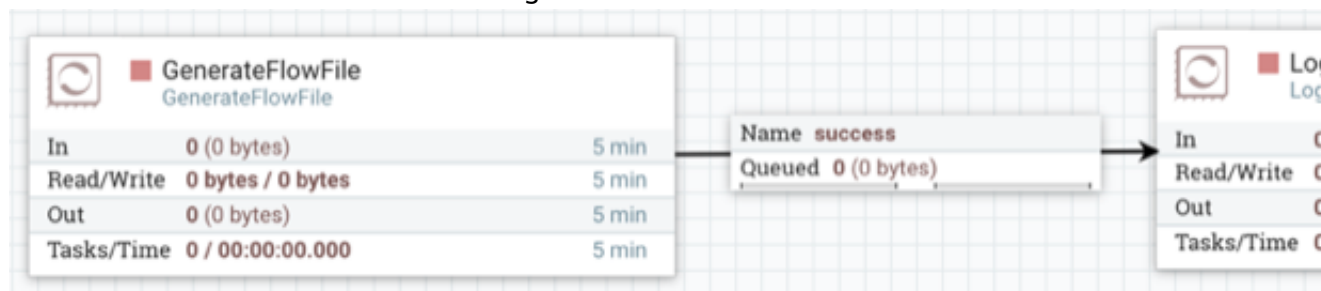 GenerateFlowFile
GenerateFlowFile
In 0 (0 bytes) 5 min
Read/Write 0 bytes / 0 bytes 5 min
Out 0 (0 bytes) 5 min
Tasks/Time 0 / 00:00:00.000 5 min
Name success
Queued 0 (0 bytes)
In
Read/Write
Out
Tasks/Time